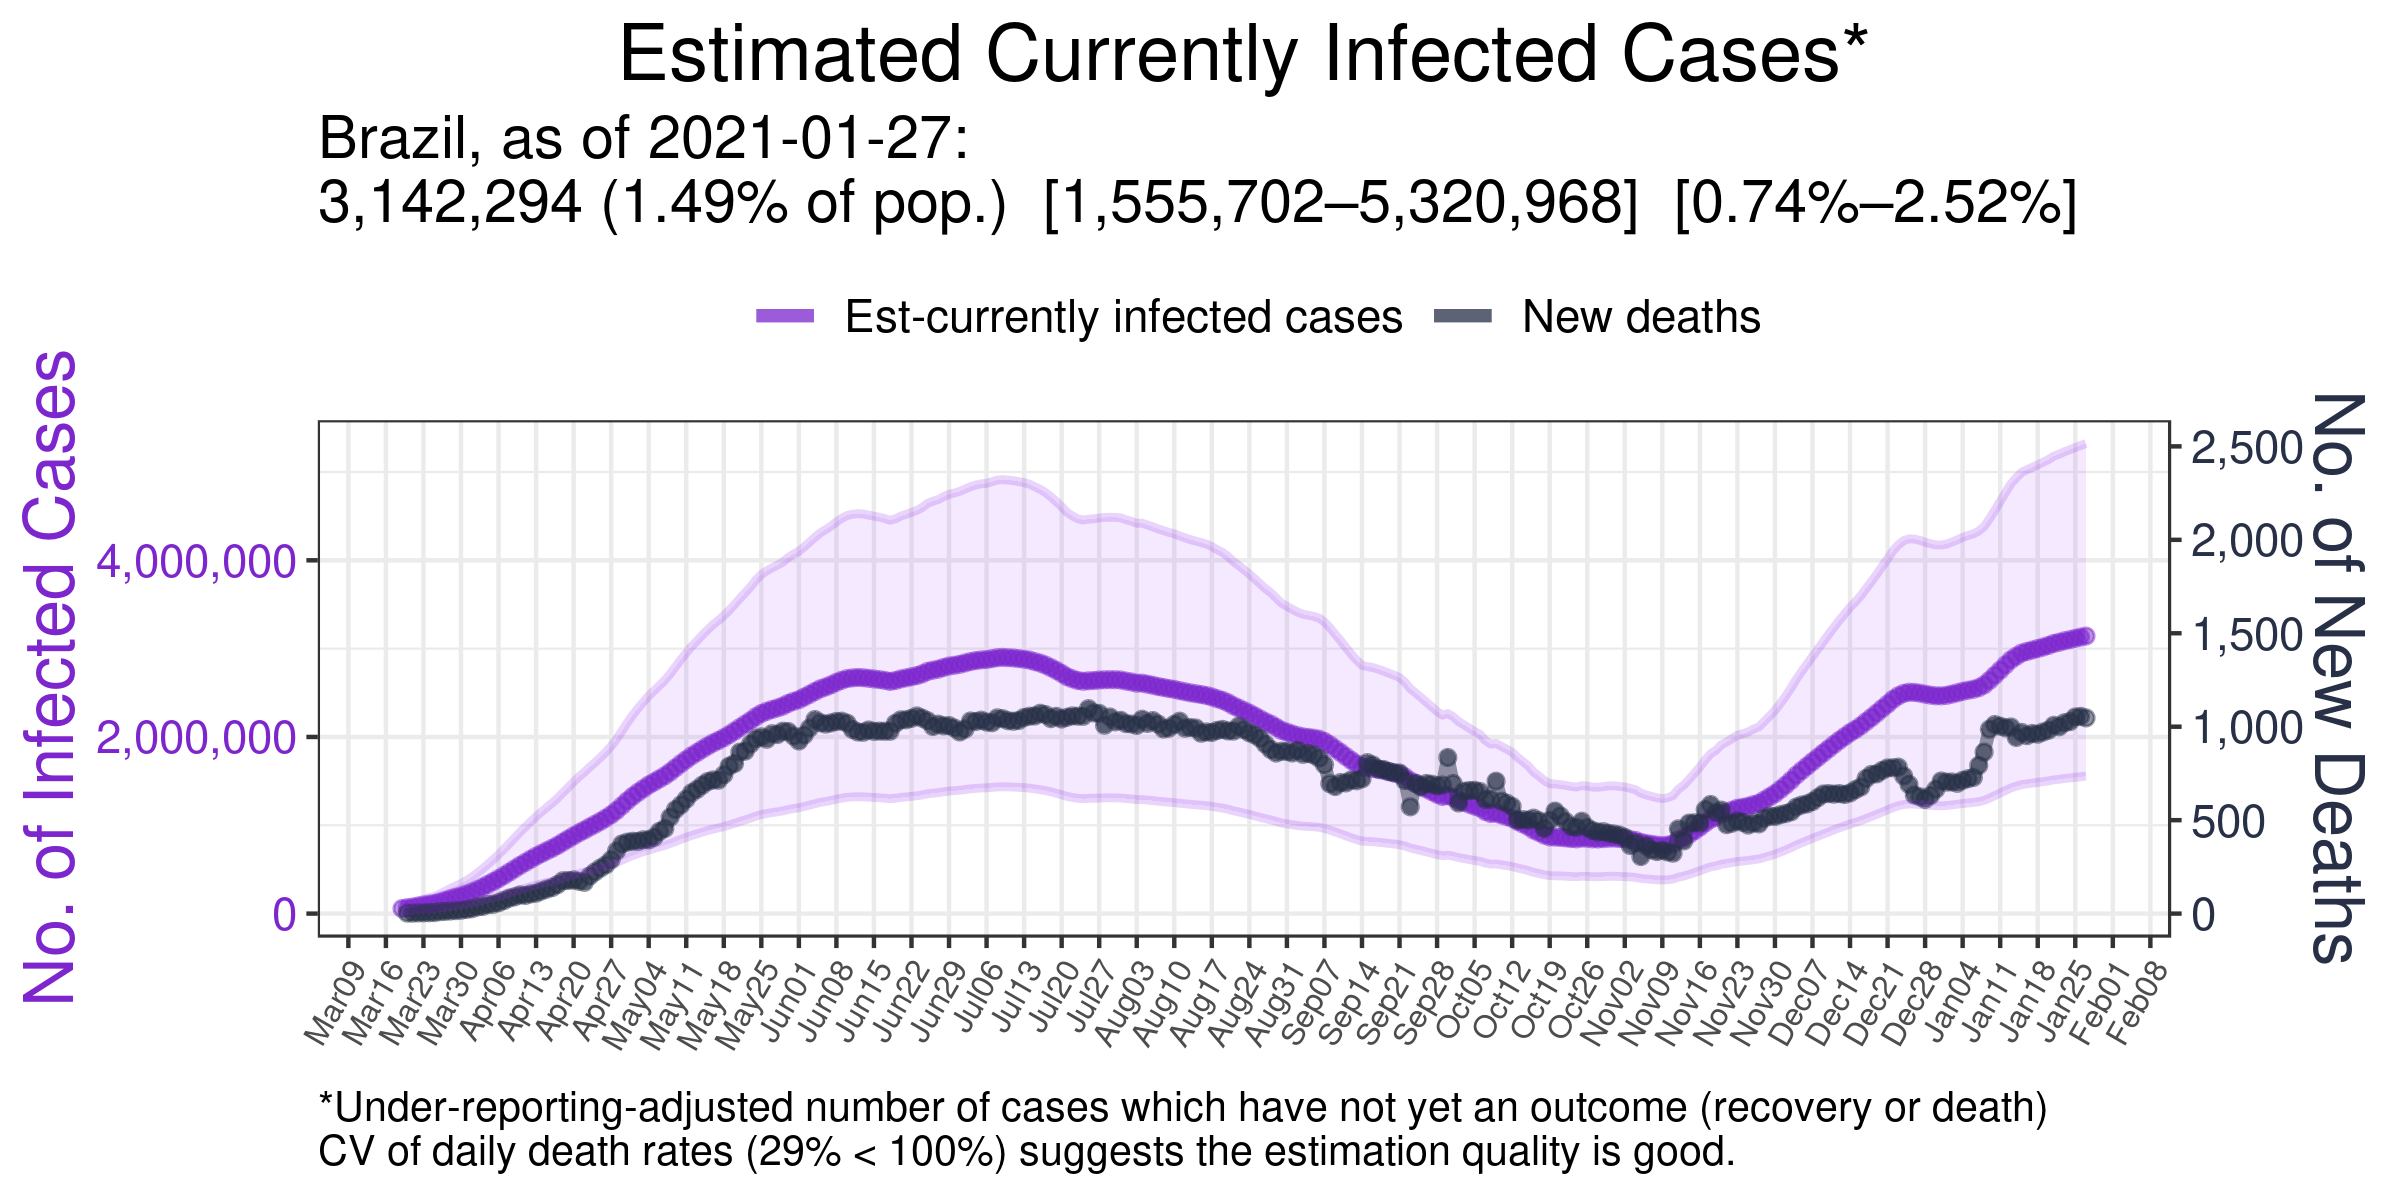 Estimated Currently Infected Cases*
Brazil, as of 2021-01-27:
3,142,294 (1.49% of pop.) [1,555,702–5,320,968] [0.74%–2.52%]
Est-currently infected cases New deaths
No. of Infected Cases
4,000,000
2,000,000
0
2,500
2,000
1,500
1,000
500
0
No. of New Deaths
Mar09 Mar16 Mar23 Mar30 Apr06 Apr13 Apr20 Apr27 May04 May11 May18 May25 Jun01 Jun08 Jun15 Jun22 Jun29 Jul06 Jul13 Jul20 Jul27 Aug03 Aug10 Aug17 Aug24 Aug31 Sep07 Sep14 Sep21 Sep28 Oct05 Oct12 Oct19 Oct26 Nov02 Nov09 Nov16 Nov23 Nov30 Dec07 Dec14 Dec21 Dec28 Jan04 Jan11 Jan18 Jan25 Feb01 Feb08
*Under-reporting-adjusted number of cases which have not yet an outcome (recovery or death)
CV of daily death rates (29% < 100%) suggests the estimation quality is good.